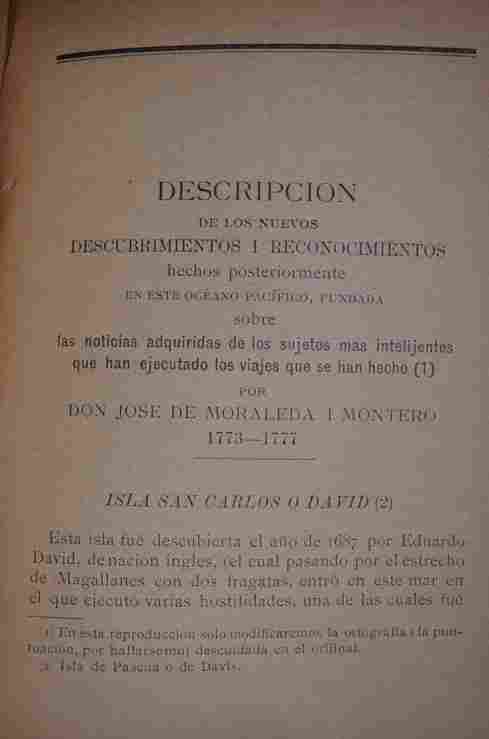 DESCRIPCION
DE LOS NUEVOS
DESCUBRIMIENTOS I RECONOCIMIENTOS
hechos posteriormente
EN ESTE OCÉANO PACÍFICO, FUNDADA
sobre
las noticias adquiridas de los sujetos mas intelijentes
que han ejecutado los viajes que se han hecho (1)
POR
DON JOSE DE MORALEDA I MONTERO
1773—1777
ISLA SAN CARLOS O DAVID (2)
Esta isla fué descubierta el año de 1687 por Eduardo
David, de nacion ingles, (el cual pasando por el estrecho
de Magallanes con dos fragatas, entró en este mar en
el que ejecutó varias hostilidades, una de las cuales fué
(1) En esta reproduccion solo modificaremos la ortografía i la pun-
tuacion, por hallarse mui descuidada en el orijinal.
(2) Isla de Pascua o de Davis.